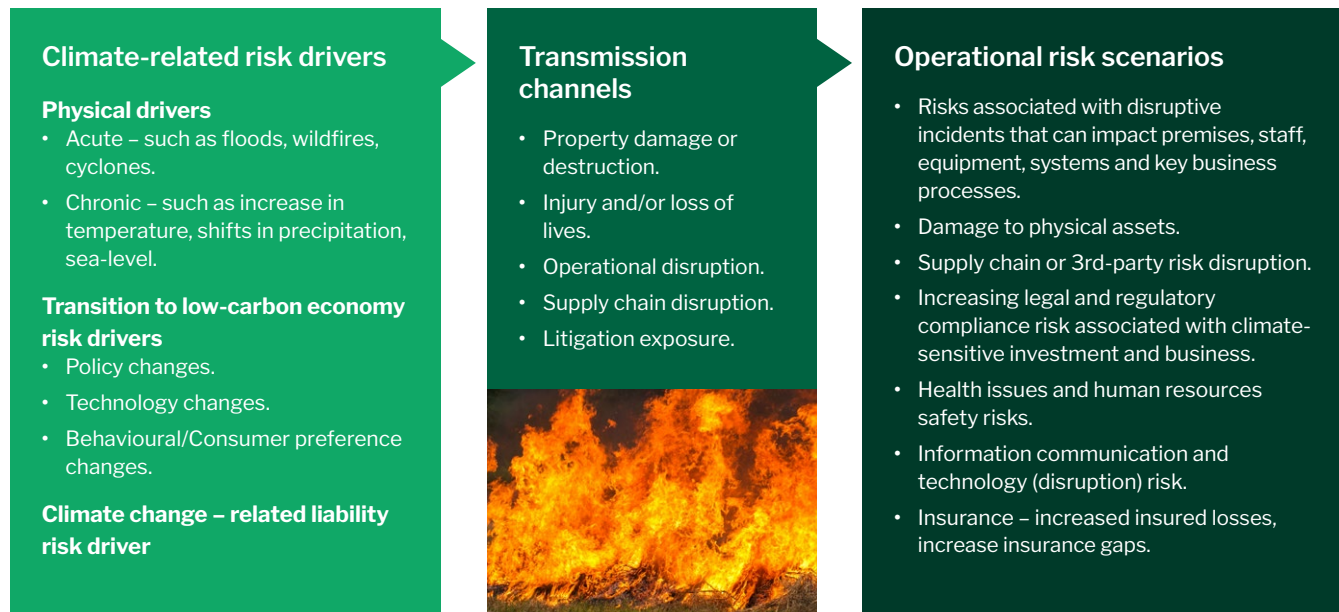 Climate-related risk drivers
Physical drivers
• Acute – such as floods, wildfires,
cyclones.
• Chronic – such as increase in
temperature, shifts in precipitation,
sea-level.
Transition to low-carbon economy
risk drivers
• Policy changes.
• Technology changes.
• Behavioural/Consumer preference
changes.
Climate change – related liability
risk driver
Transmission
channels
• Property damage or
destruction.
• Injury and/or loss of
lives.
• Operational disruption.
• Supply chain disruption.
• Litigation exposure.
Operational risk scenarios
• Risks associated with disruptive
incidents that can impact premises, staff,
equipment, systems and key business
processes.
• Damage to physical assets.
• Supply chain or 3rd-party risk disruption.
• Increasing legal and regulatory
compliance risk associated with climate-
sensitive investment and business.
• Health issues and human resources
safety risks.
• Information communication and
technology (disruption) risk.
• Insurance – increased insured losses,
increase insurance gaps.